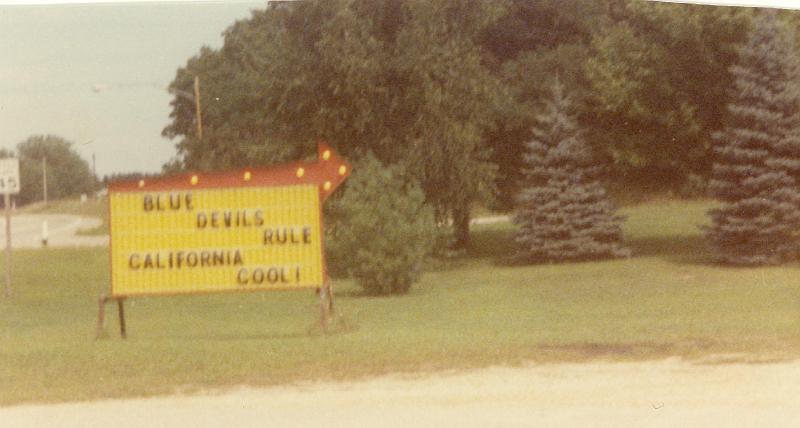 BLUE
DEVILS
RULE
CALIFORNIA
COOL!